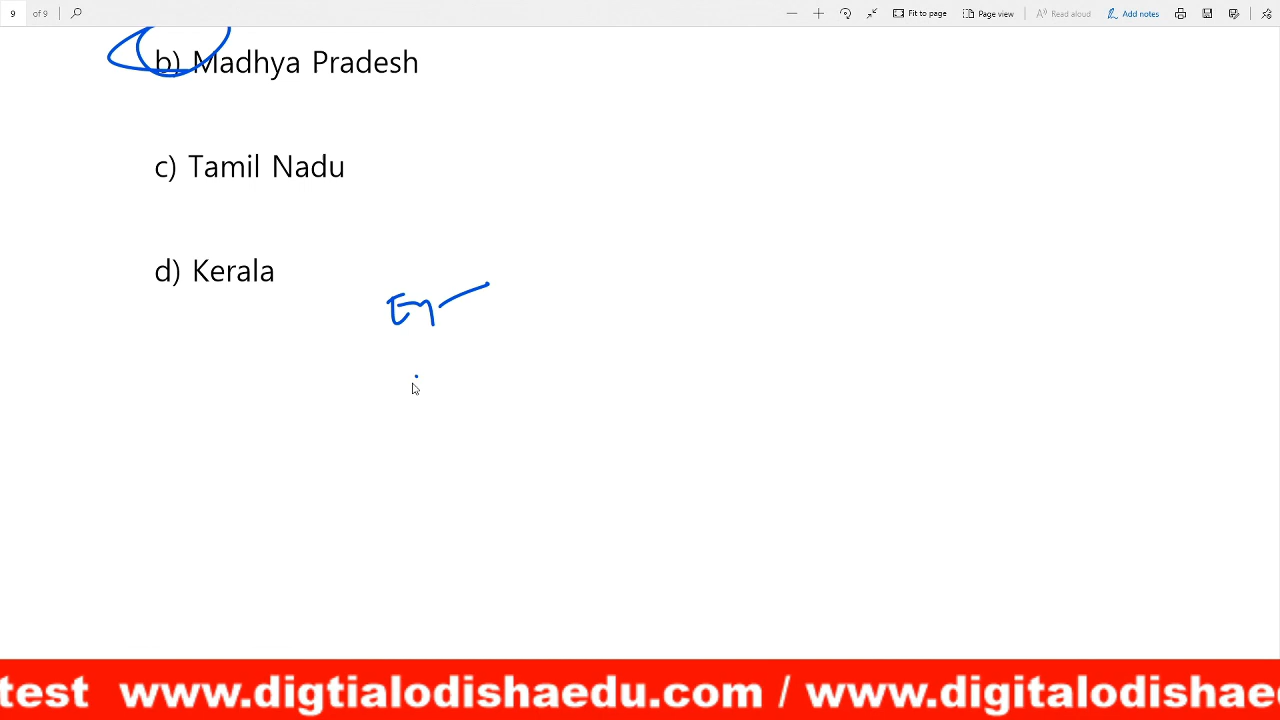 9 of 9 Fit to page Page view Read aloud Add notes
b) Madhya Pradesh
c) Tamil Nadu
d) Kerala
test www.digtialodishaedu.com / www.digitalodishae